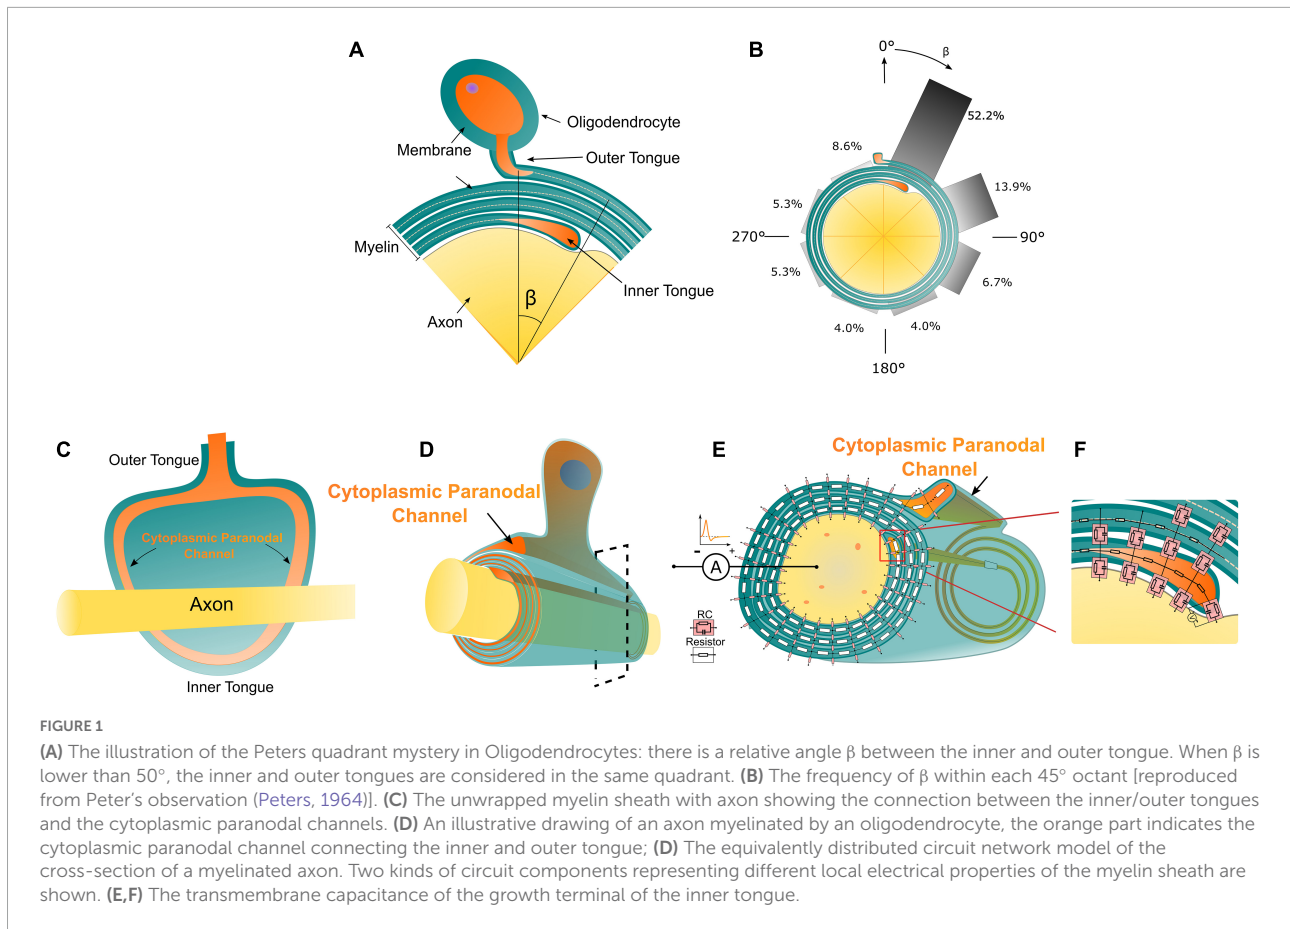 A
Oligodendrocyte
Membrane
Outer Tongue
Myelin
Inner Tongue
β
Axon
B
0°
β
52.2%
8.6%
13.9%
5.3%
270°
90°
5.3%
6.7%
4.0%
4.0%
180°
C
Outer Tongue
Cytoplasmic Paranodal
Channel
Axon
Inner Tongue
D
Cytoplasmic Paranodal
Channel
E
Cytoplasmic Paranodal
Channel
- +
A
RC
Resistor
F
FIGURE 1
(A) The illustration of the Peters quadrant mystery in Oligodendrocytes: there is a relative angle β between the inner and outer tongue. When β is
lower than 50°, the inner and outer tongues are considered in the same quadrant. (B) The frequency of β within each 45° octant [reproduced
from Peter's observation (Peters, 1964)]. (C) The unwrapped myelin sheath with axon showing the connection between the inner/outer tongues
and the cytoplasmic paranodal channels. (D) An illustrative drawing of an axon myelinated by an oligodendrocyte, the orange part indicates the
cytoplasmic paranodal channel connecting the inner and outer tongue; (D) The equivalently distributed circuit network model of the
cross-section of a myelinated axon. Two kinds of circuit components representing different local electrical properties of the myelin sheath are
shown. (E,F) The transmembrane capacitance of the growth terminal of the inner tongue.